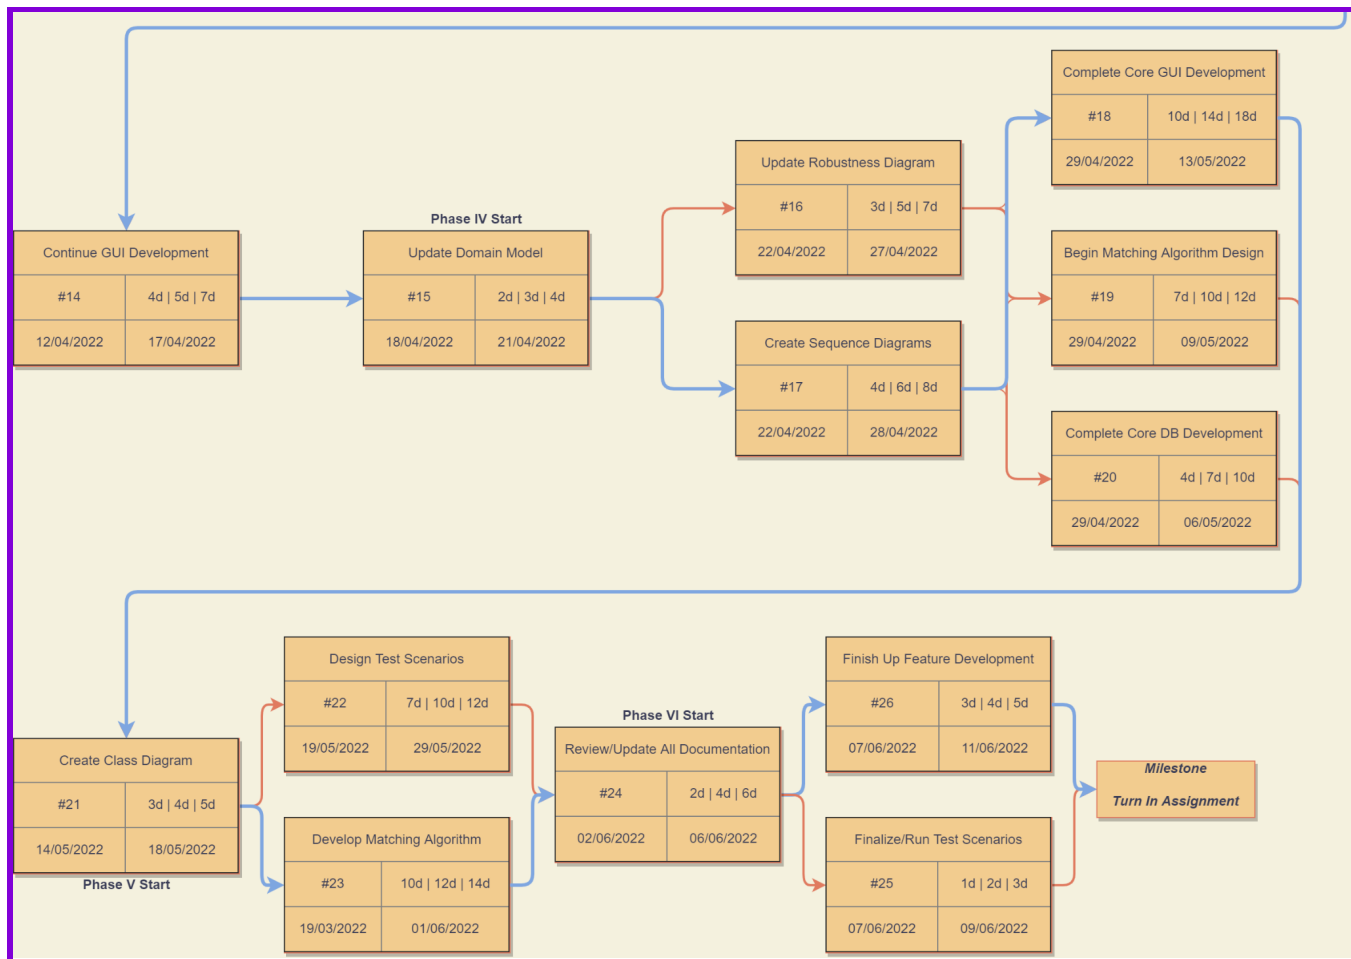 Complete Core GUI Development
#18
10d | 14d | 18d
29/04/2022
13/05/2022
Update Robustness Diagram
#16
3d | 5d | 7d
22/04/2022
27/04/2022
Phase IV Start
Continue GUI Development
#14
4d | 5d | 7d
12/04/2022
17/04/2022
Update Domain Model
#15
2d | 3d | 4d
18/04/2022
21/04/2022
Begin Matching Algorithm Design
#19
7d | 10d | 12d
29/04/2022
09/05/2022
Create Sequence Diagrams
#17
4d | 6d | 8d
22/04/2022
28/04/2022
Complete Core DB Development
#20
4d | 7d | 10d
29/04/2022
06/05/2022
Design Test Scenarios
#22
7d | 10d | 12d
19/05/2022
29/05/2022
Finish Up Feature Development
#26
3d | 4d | 5d
07/06/2022
11/06/2022
Phase VI Start
Create Class Diagram
#21
3d | 4d | 5d
14/05/2022
18/05/2022
Phase V Start
Review/Update All Documentation
#24
2d | 4d | 6d
02/06/2022
06/06/2022
Milestone
Turn In Assignment
Develop Matching Algorithm
#23
10d | 12d | 14d
19/03/2022
01/06/2022
Finalize/Run Test Scenarios
#25
1d | 2d | 3d
07/06/2022
09/06/2022